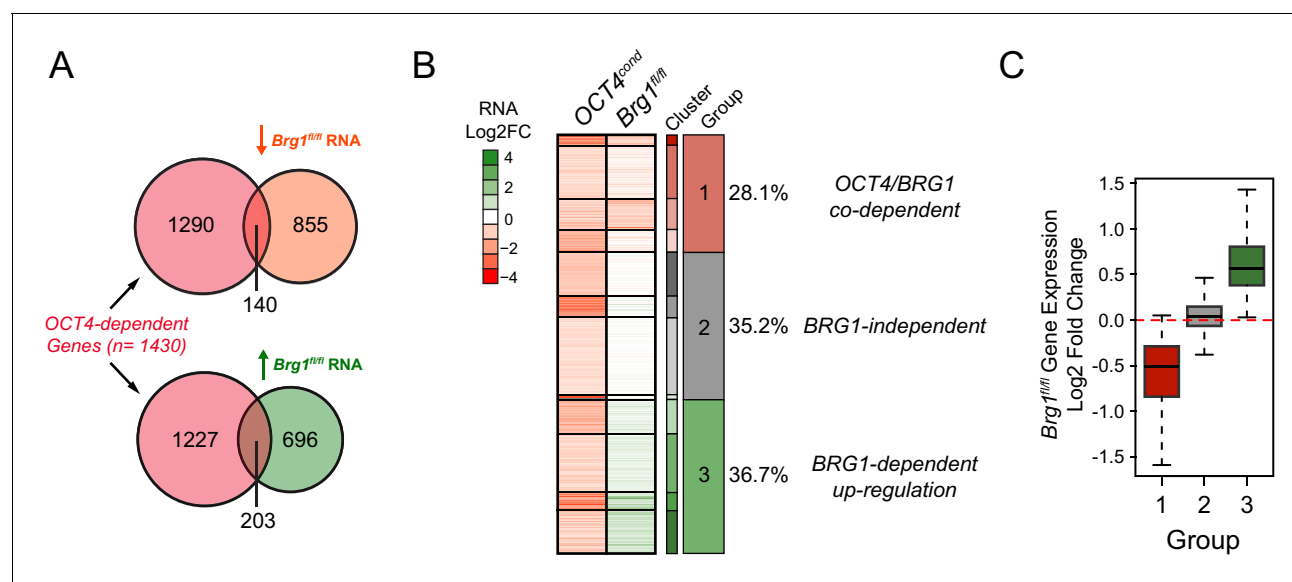 A
↓ Brg1fl/fl RNA
1290
855
140
OCT4-dependent
Genes (n= 1430)
↑ Brg1fl/fl RNA
1227
696
203
B
RNA
Log2FC
4
2
0
−2
−4
OCT4cond
Brg1fl/fl
Cluster
Group
1
28.1%
OCT4/BRG1
co-dependent
2
35.2%
BRG1-independent
3
36.7%
BRG1-dependent
up-regulation
C
Brg1fl/fl Gene Expression
Log2 Fold Change
1.5
1.0
0.5
0.0
-0.5
-1.0
-1.5
1 2 3
Group